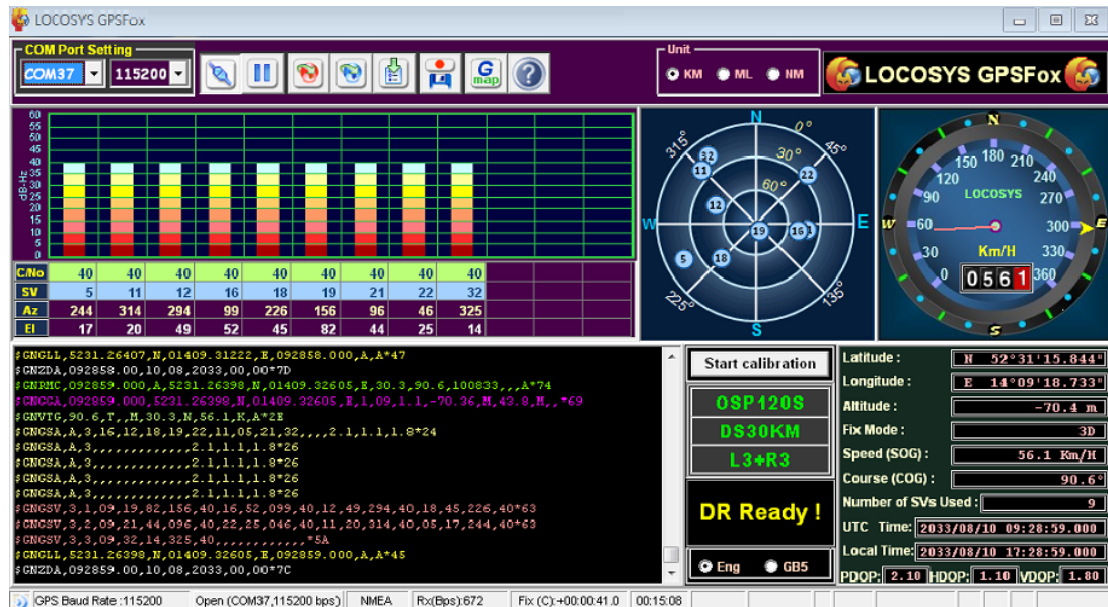 LOCOSYS GPSFox
COM Port Setting
COM37 115200
G map
?
Unit
KM ML NM
LOCOSYS GPSFox
60
55
50
45
40
35
30
25
20
15
10
5
0
dB-Hz
C/No 40 40 40 40 40 40 40 40 40
SV 5 11 12 16 18 19 21 22 32
Az 244 314 294 99 226 156 96 46 325
El 17 20 49 52 45 82 44 25 14
N
0°
315° 45°
30°
60°
W E
225° 135°
S
32
11
22
12
19
16
5
18
N
150 180 210
120 240
90 LOCOSYS 270
W 60 300 E
30 Km/H 330
0 0561 360
S
$GNGLL,5231.26407,N,01409.31222,E,092858.000,A,A*47
$GNZDA,092858.00,10,08,2033,00,00*7D
$GNRMC,092859.000,A,5231.26398,N,01409.32605,E,30.3,90.6,100833,,,A*74
$GNGGA,092859.000,5231.26398,N,01409.32605,E,1,09,1.1,-70.36,M,43.8,M,,*69
$GNVTG,90.6,T,,M,30.3,N,56.1,K,A*2E
$GNGSA,A,3,16,12,18,19,22,11,05,21,32,,,,2.1,1.1,1.8*24
$GNGSA,A,3,,,,,,,,,,,,,2.1,1.1,1.8*26
$GNGSA,A,3,,,,,,,,,,,,,2.1,1.1,1.8*26
$GNGSA,A,3,,,,,,,,,,,,,2.1,1.1,1.8*26
$GNGSA,A,3,,,,,,,,,,,,,2.1,1.1,1.8*26
$GNGSV,3,1,09,19,82,156,40,16,52,099,40,12,49,294,40,18,45,226,40*63
$GNGSV,3,2,09,21,44,096,40,22,25,046,40,11,20,314,40,05,17,244,40*63
$GNGSV,3,3,09,32,14,325,40,,,,,,,,,,,,*5A
$GNGLL,5231.26398,N,01409.32605,E,092859.000,A,A*45
$GNZDA,092859.00,10,08,2033,00,00*7C
Start calibration
OSP120S
DS30KM
L3+R3
DR Ready !
Eng GB5
Latitude : N 52°31'15.844"
Longitude : E 14°09'18.733"
Altitude : -70.4 m
Fix Mode : 3D
Speed (SOG) : 56.1 Km/H
Course (COG) : 90.6°
Number of SVs Used : 9
UTC Time: 2033/08/10 09:28:59.000
Local Time: 2033/08/10 17:28:59.000
PDOP: 2.10 HDOP: 1.10 VDOP: 1.80
GPS Baud Rate :115200 Open (COM37,115200 bps) NMEA Rx(Bps):672 Fix (C):+00:00:41.0 00:15:08